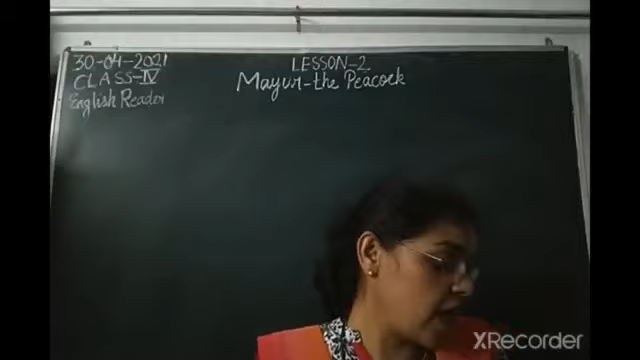 30-04-2021
CLASS-IV
English Reader
LESSON-2
Mayur-the Peacock
XRecorder